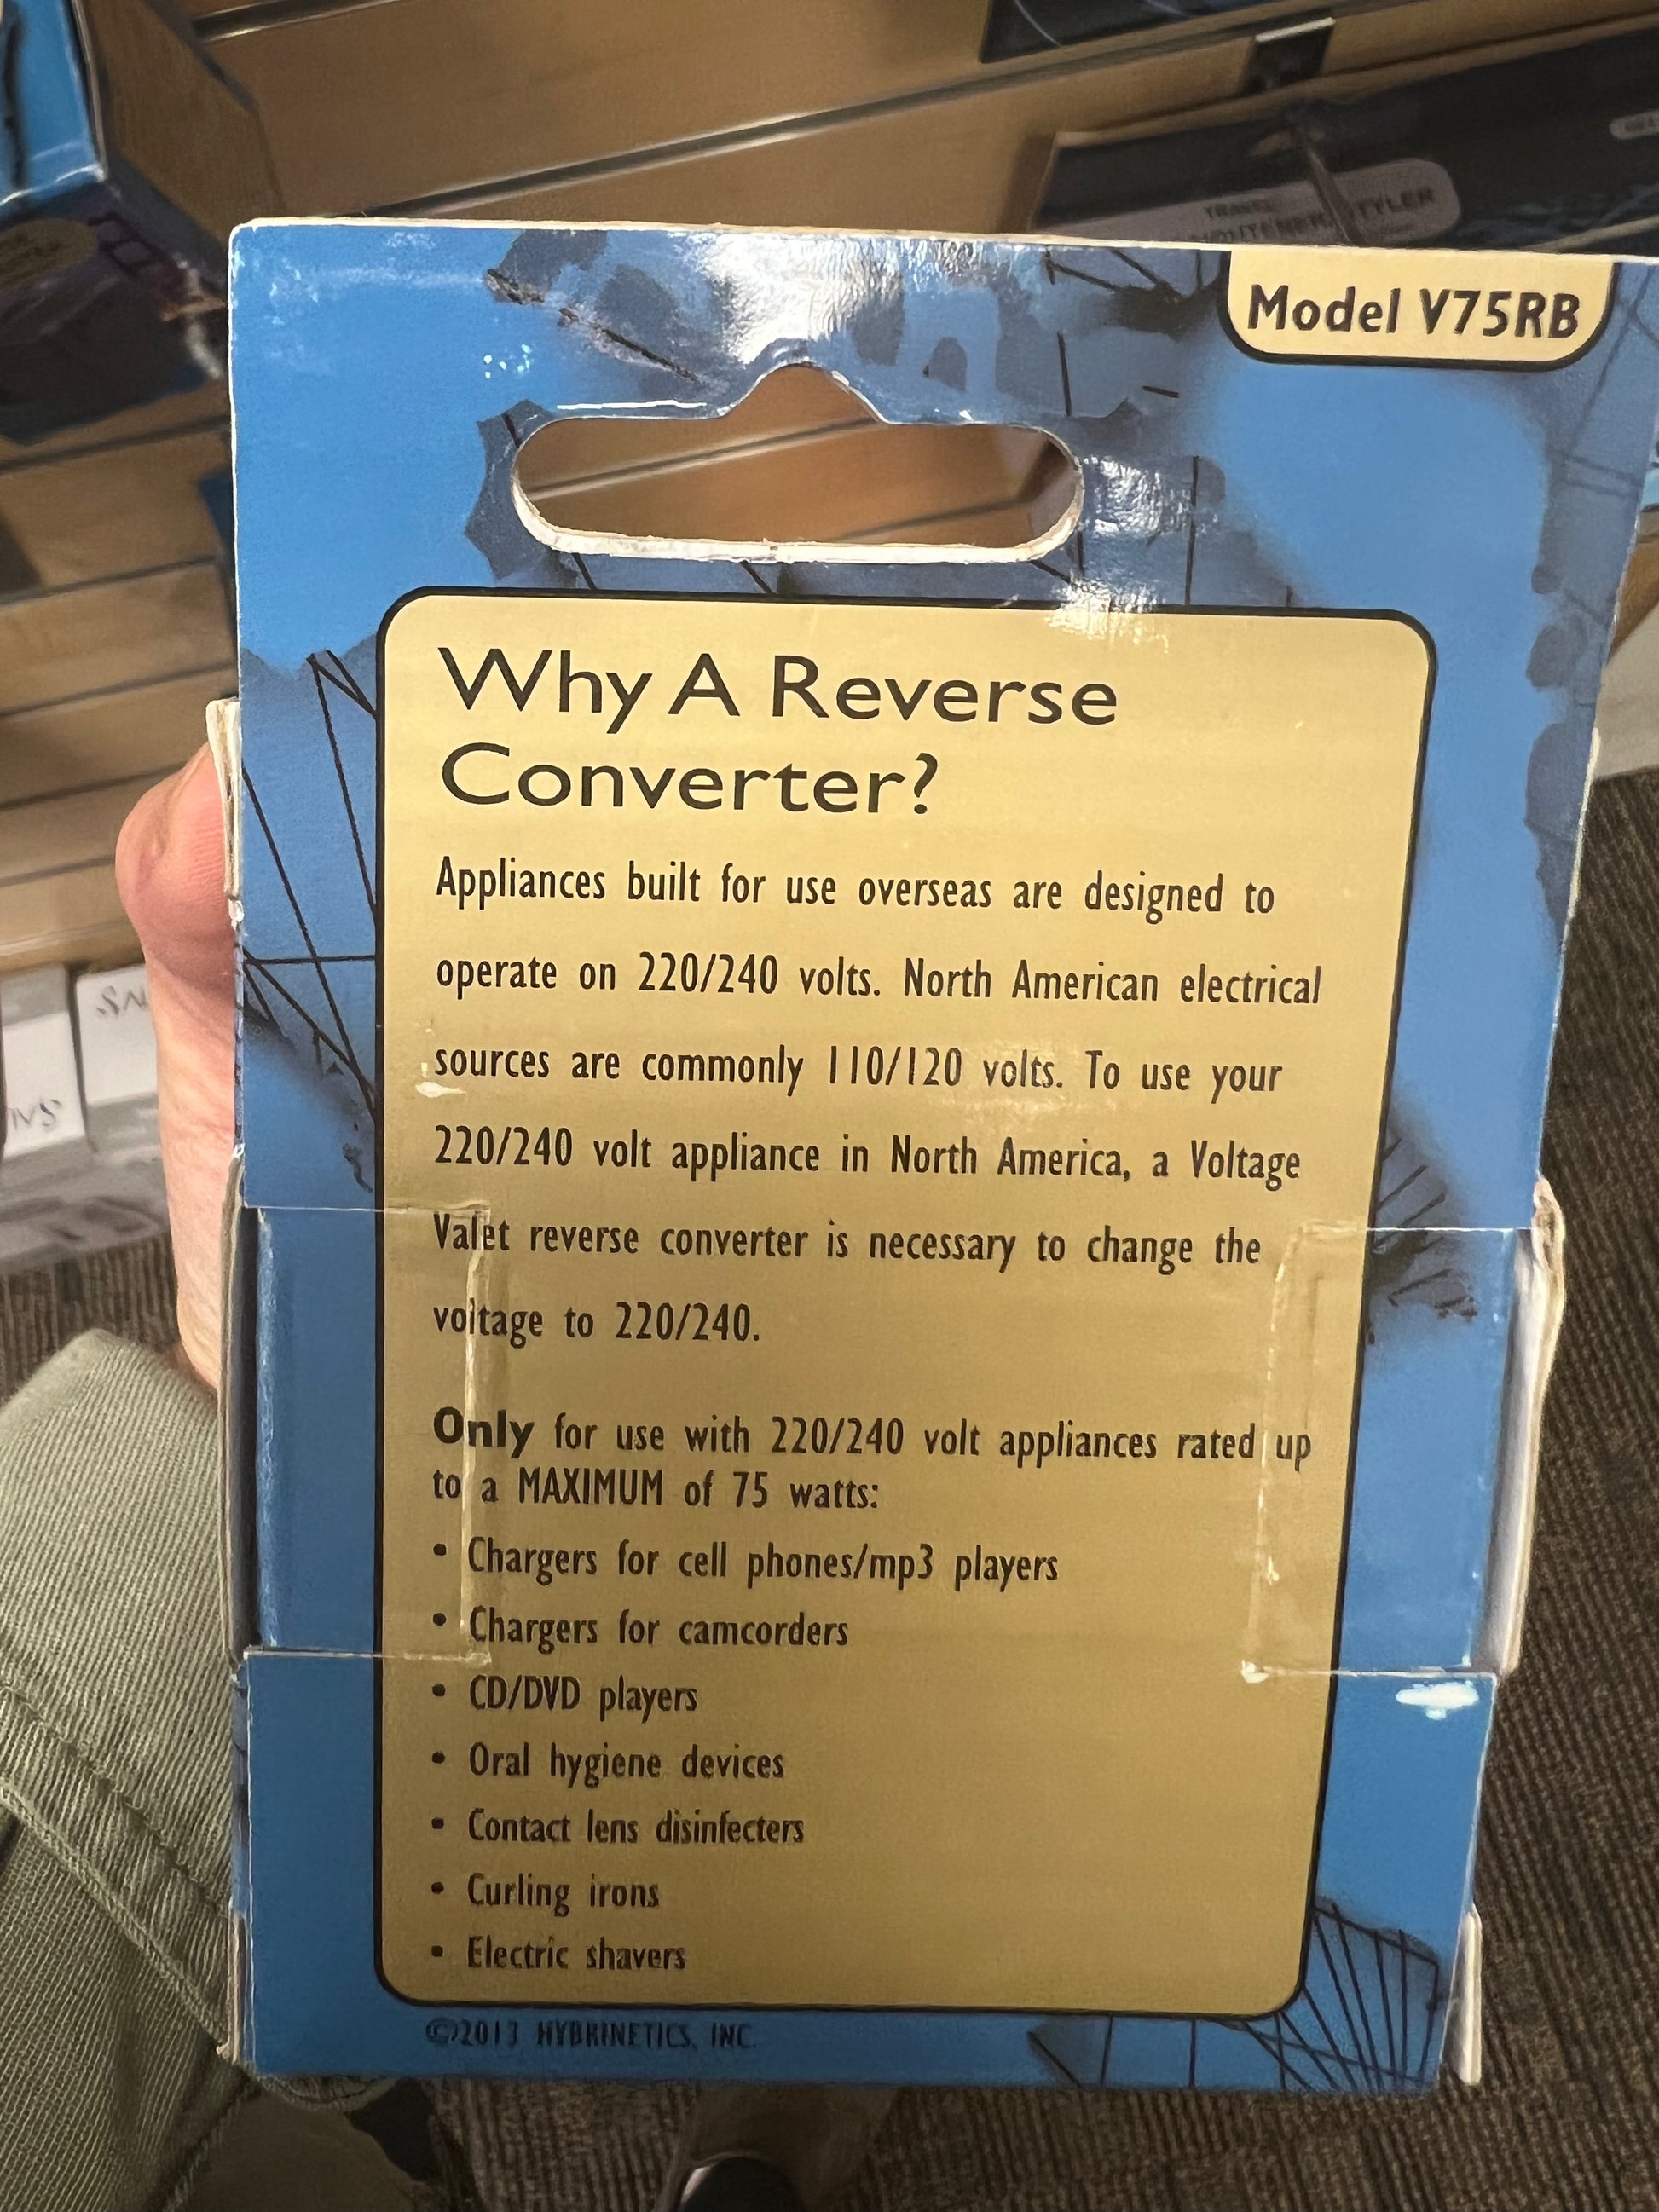 TRAVEL
STYLER
Model V75RB
Why A Reverse
Converter?
Appliances built for use overseas are designed to
operate on 220/240 volts. North American electrical
sources are commonly 110/120 volts. To use your
220/240 volt appliance in North America, a Voltage
Valet reverse converter is necessary to change the
voltage to 220/240.
Only for use with 220/240 volt appliances rated up
to a MAXIMUM of 75 watts:
• Chargers for cell phones/mp3 players
• Chargers for camcorders
• CD/DVD players
• Oral hygiene devices
• Contact lens disinfecters
• Curling irons
• Electric shavers
©2013 HYBRINETICS, INC.